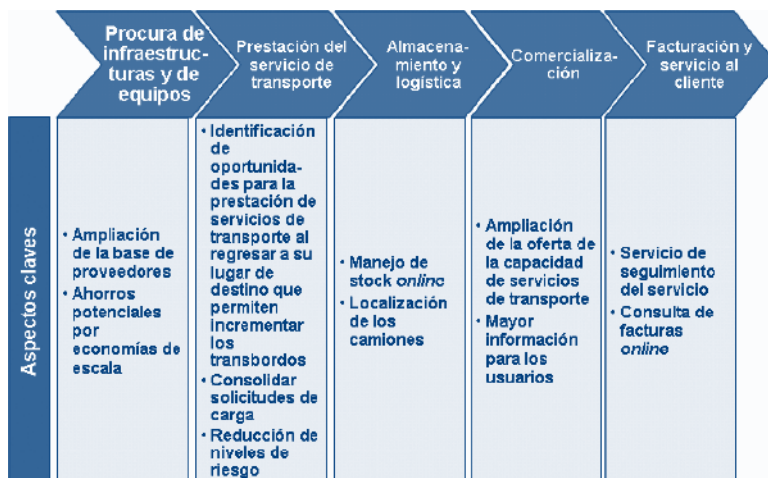 Procura de
infraestruc-
turas y de
equipos
Prestación del
servicio de
transporte
Almacena-
miento y
logística
Comercializa-
ción
Facturación y
servicio al
cliente
Aspectos claves
• Ampliación
de la base de
proveedores
• Ahorros
potenciales
por
economías de
escala
• Identificación
de
oportunida-
des para la
prestación de
servicios de
transporte al
regresar a su
lugar de
destino que
permiten
incrementar
los
transbordos
• Consolidar
solicitudes de
carga
• Reducción de
niveles de
riesgo
• Manejo de
stock online
• Localización
de los
camiones
• Ampliación
de la oferta de
la capacidad
de servicios
de transporte
• Mayor
información
para los
usuarios
• Servicio de
seguimiento
del servicio
• Consulta de
facturas
online